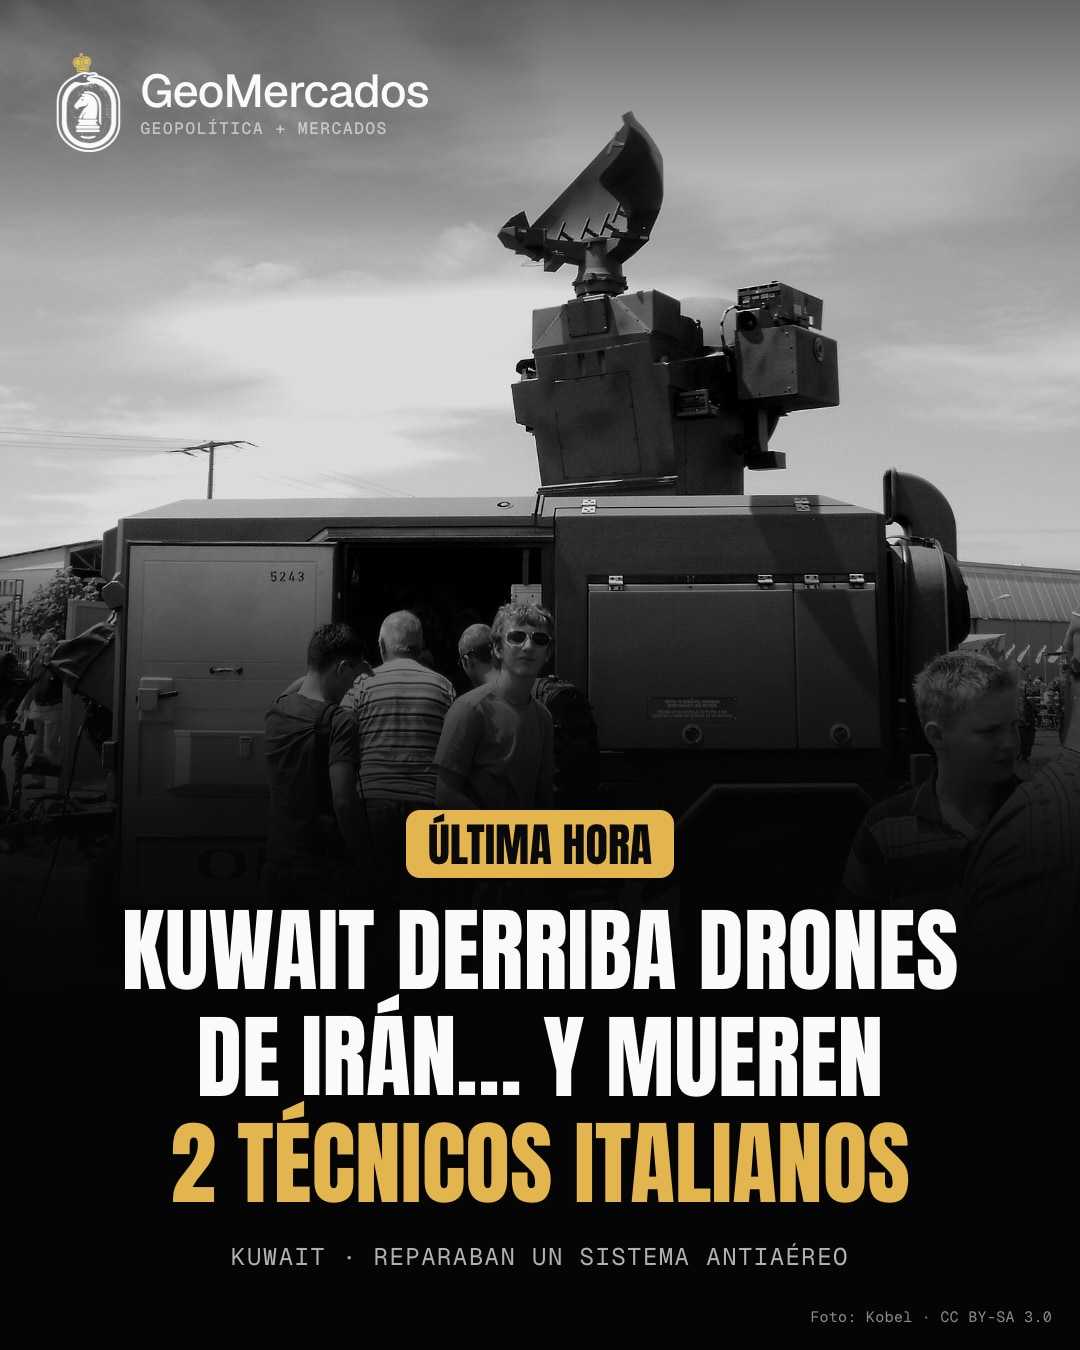 GeoMercados
GEOPOLÍTICA + MERCADOS
5243
ÚLTIMA HORA
KUWAIT DERRIBA DRONES
DE IRÁN... Y MUEREN
2 TÉCNICOS ITALIANOS
KUWAIT · REPARABAN UN SISTEMA ANTIAÉREO
Foto: Kobel · CC BY-SA 3.0